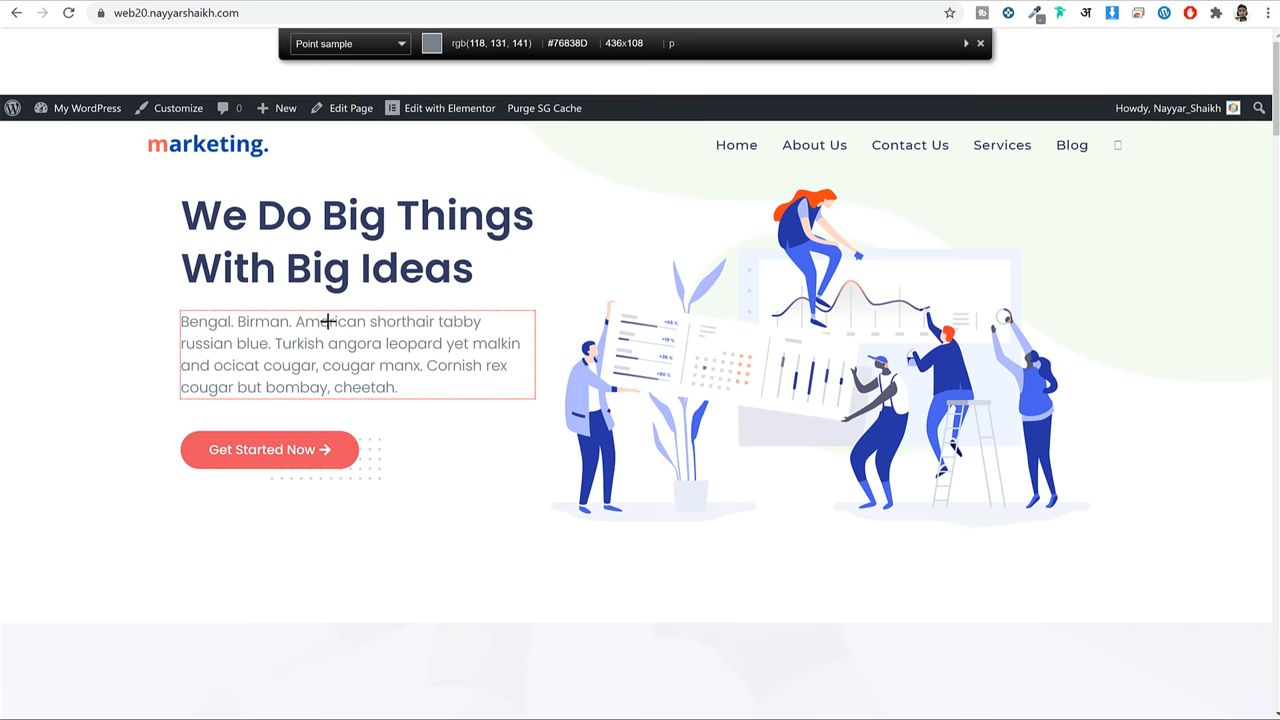 web20.nayyarshaikh.com
Point sample
rgb(118, 131, 141) | #76838D | 436x108 | p
My WordPress Customize 0 New Edit Page Edit with Elementor Purge SG Cache Howdy, Nayyar_Shaikh
marketing. Home About Us Contact Us Services Blog
We Do Big Things
With Big Ideas
Bengal. Birman. American shorthair tabby
russian blue. Turkish angora leopard yet malkin
and ocicat cougar, cougar manx. Cornish rex
cougar but bombay, cheetah.
Get Started Now